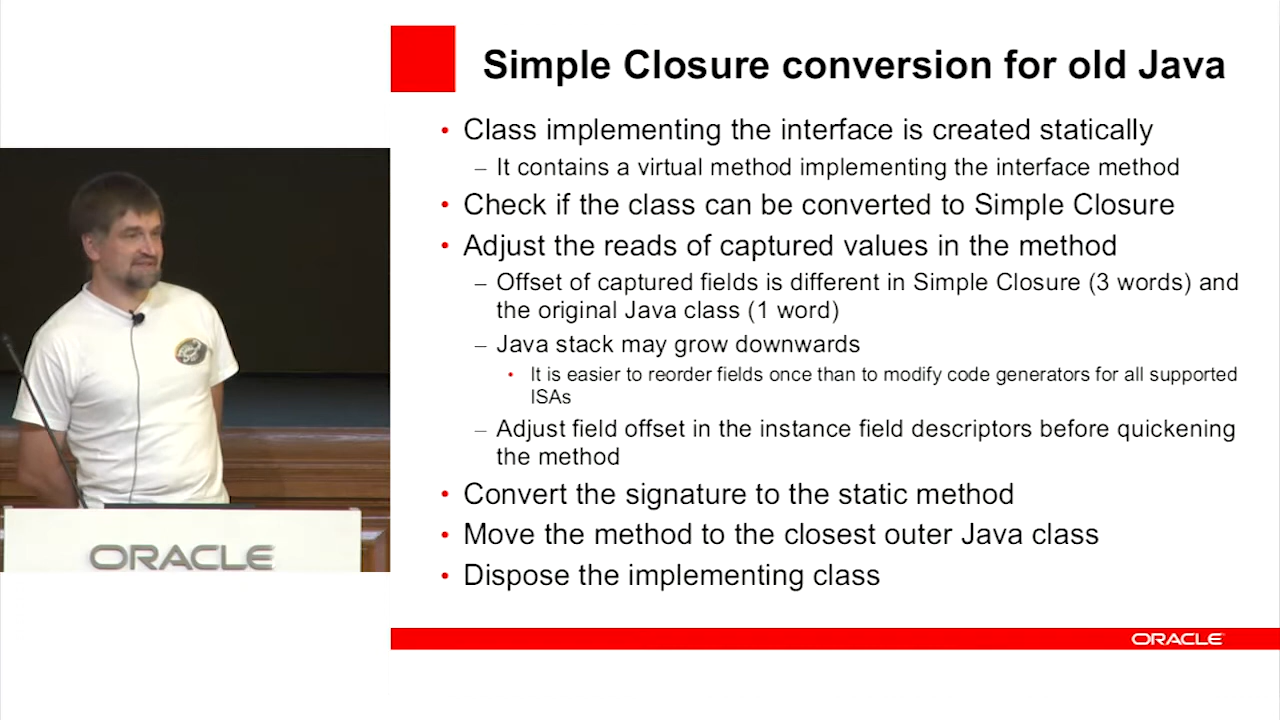 Simple Closure conversion for old Java
• Class implementing the interface is created statically
– It contains a virtual method implementing the interface method
• Check if the class can be converted to Simple Closure
• Adjust the reads of captured values in the method
– Offset of captured fields is different in Simple Closure (3 words) and
the original Java class (1 word)
– Java stack may grow downwards
• It is easier to reorder fields once than to modify code generators for all supported
ISAs
– Adjust field offset in the instance field descriptors before quickening
the method
• Convert the signature to the static method
• Move the method to the closest outer Java class
• Dispose the implementing class
ORACLE
ORACLE